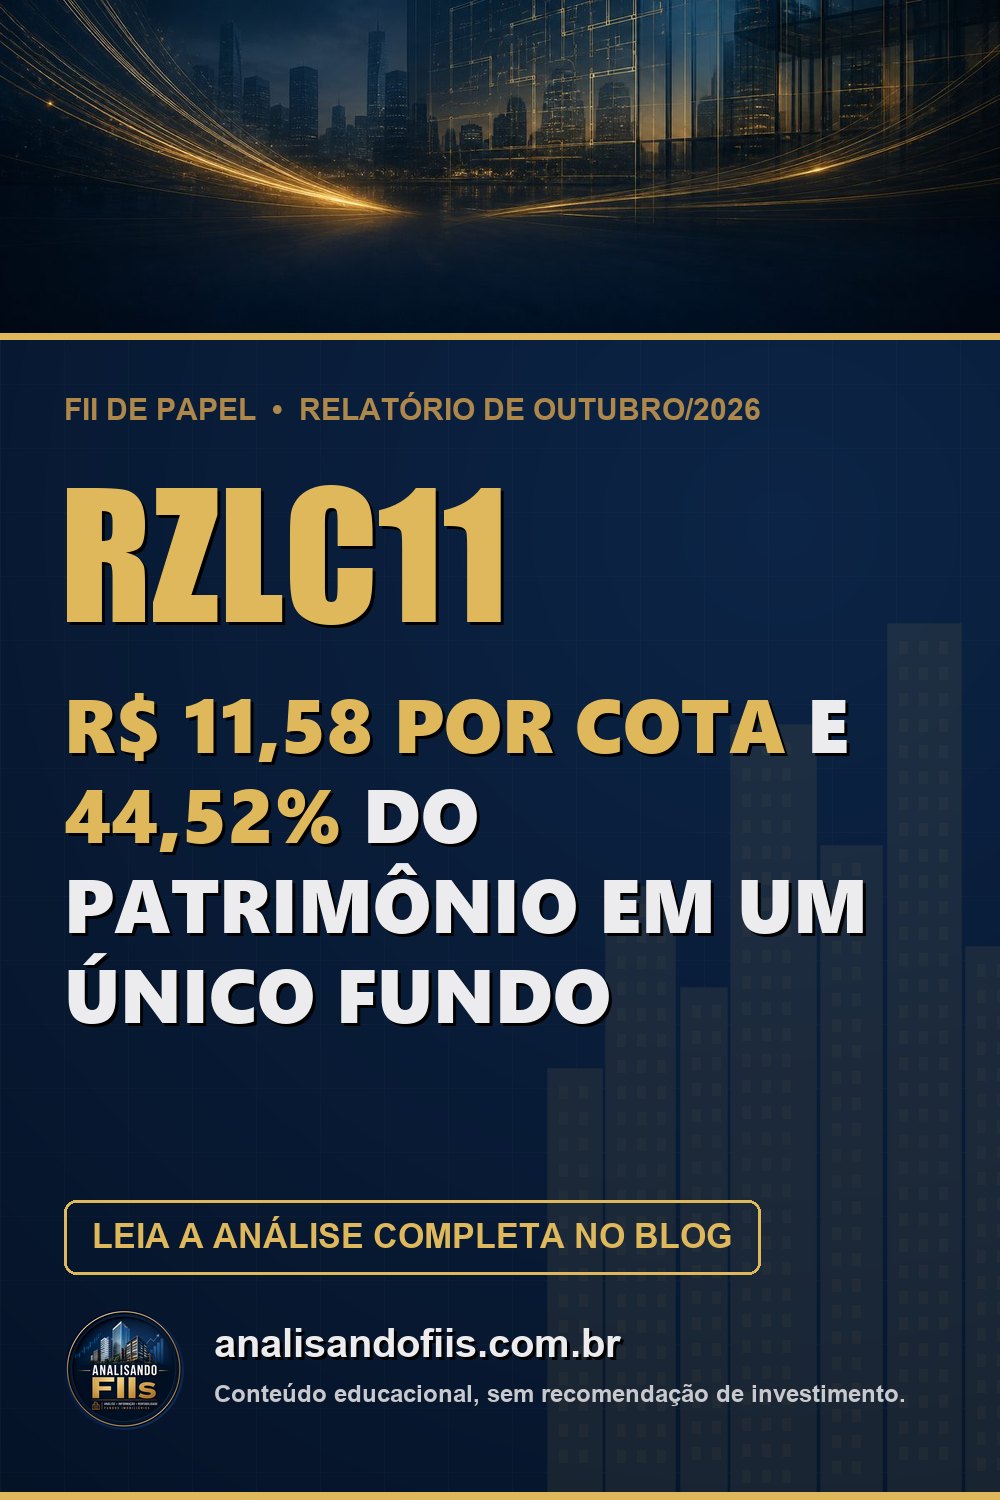 FII DE PAPEL • RELATÓRIO DE OUTUBRO/2026
RZLC11
R$ 11,58 POR COTA E
44,52% DO
PATRIMÔNIO EM UM
ÚNICO FUNDO
LEIA A ANÁLISE COMPLETA NO BLOG
ANALISANDO
FIIs
analisandofiis.com.br
Conteúdo educacional, sem recomendação de investimento.